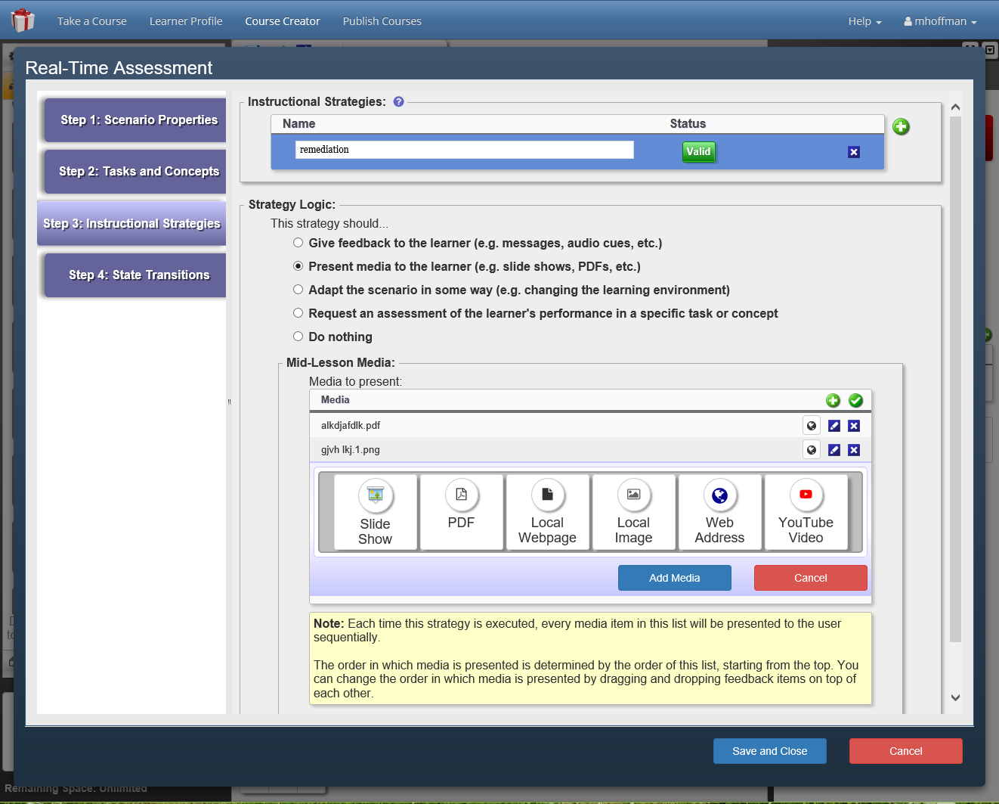 Take a Course
Learner Profile
Course Creator
Publish Courses
Help
mhoffman
Real-Time Assessment
Step 1: Scenario Properties
Step 2: Tasks and Concepts
Step 3: Instructional Strategies
Step 4: State Transitions
Instructional Strategies: ?
Name
Status
remediation
Valid
Strategy Logic:
This strategy should...
Give feedback to the learner (e.g. messages, audio cues, etc.)
Present media to the learner (e.g. slide shows, PDFs, etc.)
Adapt the scenario in some way (e.g. changing the learning environment)
Request an assessment of the learner's performance in a specific task or concept
Do nothing
Mid-Lesson Media:
Media to present:
Media
alkdjafdlk.pdf
gjvh lkj.1.png
Slide
Show
PDF
Local
Webpage
Local
Image
Web
Address
YouTube
Video
Add Media
Cancel
Note: Each time this strategy is executed, every media item in this list will be presented to the user
sequentially.
The order in which media is presented is determined by the order of this list, starting from the top. You
can change the order in which media is presented by dragging and dropping feedback items on top of
each other.
Save and Close
Cancel
Remaining Space: Unlimited